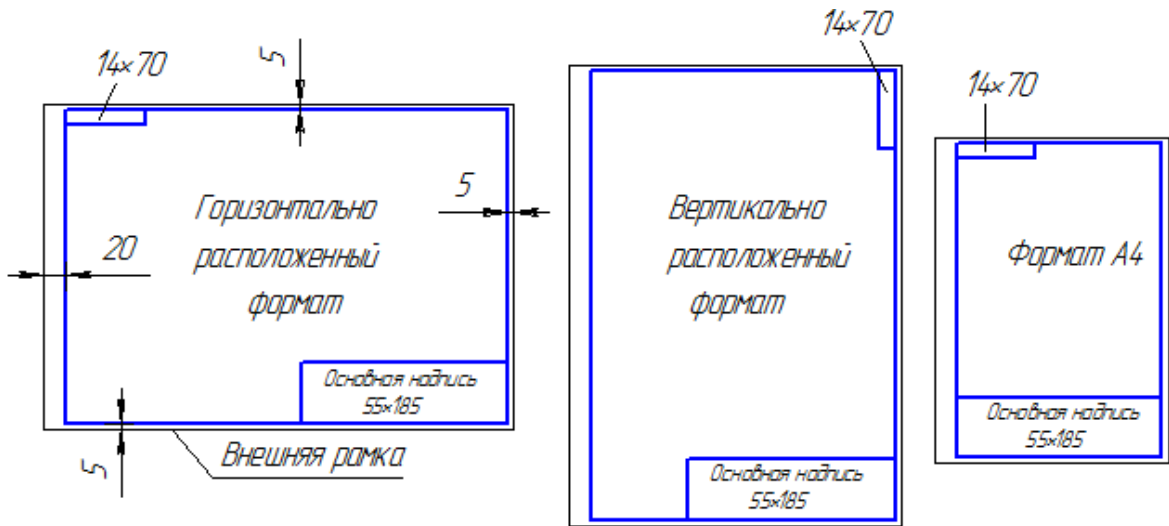 14×70
5
Горизонтально
расположенный
формат
5
20
Основная надпись
55×185
5
Внешняя рамка
14×70
Вертикально
расположенный
формат
Основная надпись
55×185
14×70
Формат А4
Основная надпись
55×185